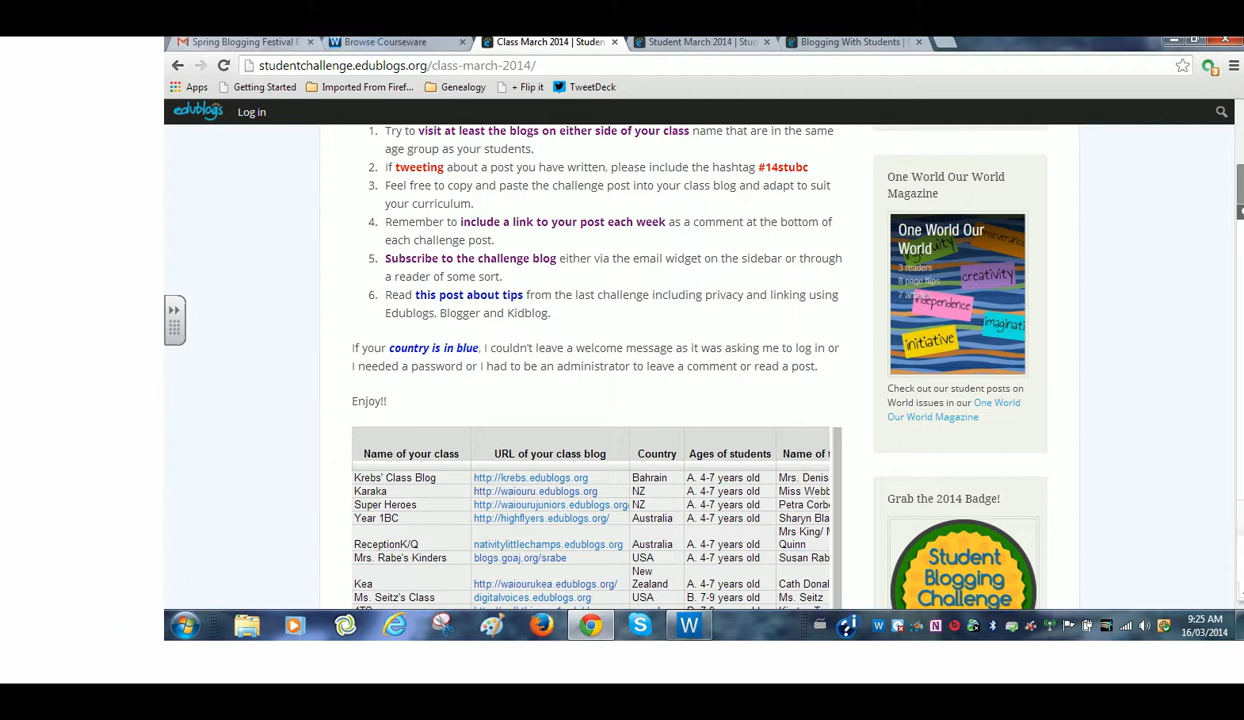 Spring Blogging Festival E
Browse Courseware
Class March 2014 | Studen
Student March 2014 | Stud
Blogging With Students |
studentchallenge.edublogs.org/class-march-2014/
Apps
Getting Started
Imported From Firef...
Genealogy
+ Flip it
TweetDeck
edublogs
Log in
1. Try to visit at least the blogs on either side of your class name that are in the same
age group as your students.
2. If tweeting about a post you have written, please include the hashtag #14stubc
3. Feel free to copy and paste the challenge post into your class blog and adapt to suit
your curriculum.
4. Remember to include a link to your post each week as a comment at the bottom of
each challenge post.
5. Subscribe to the challenge blog either via the email widget on the sidebar or through
a reader of some sort.
6. Read this post about tips from the last challenge including privacy and linking using
Edublogs, Blogger and Kidblog.
If your country is in blue, I couldn't leave a welcome message as it was asking me to log in or
I needed a password or I had to be an administrator to leave a comment or read a post.
Enjoy!!
Name of your class URL of your class blog Country Ages of students Name of t
Krebs' Class Blog http://krebs.edublogs.org Bahrain A. 4-7 years old Mrs. Denis
Karaka http://waiouru.edublogs.org NZ A. 4-7 years old Miss Webb
Super Heroes http://waiourujuniors.edublogs.org NZ A. 4-7 years old Petra Corbe
Year 1BC http://highflyers.edublogs.org/ Australia A. 4-7 years old Sharyn Bla
Mrs King/ M
ReceptionK/Q nativitylittlechamps.edublogs.org Australia A. 4-7 years old Quinn
Mrs. Rabe's Kinders blogs.goaj.org/srabe USA A. 4-7 years old Susan Rab
New
Kea http://waiourukea.edublogs.org/ Zealand A. 4-7 years old Cath Donal
Ms. Seitz's Class digitalvoices.edublogs.org USA B. 7-9 years old Ms. Seitz
One World Our World
Magazine
One World Our
World
3 readers
8 page flips
creativity
independence
imaginati
initiative
Check out our student posts on
World issues in our One World
Our World Magazine
Grab the 2014 Badge!
Student
Blogging
Challenge
9:25 AM
16/03/2014